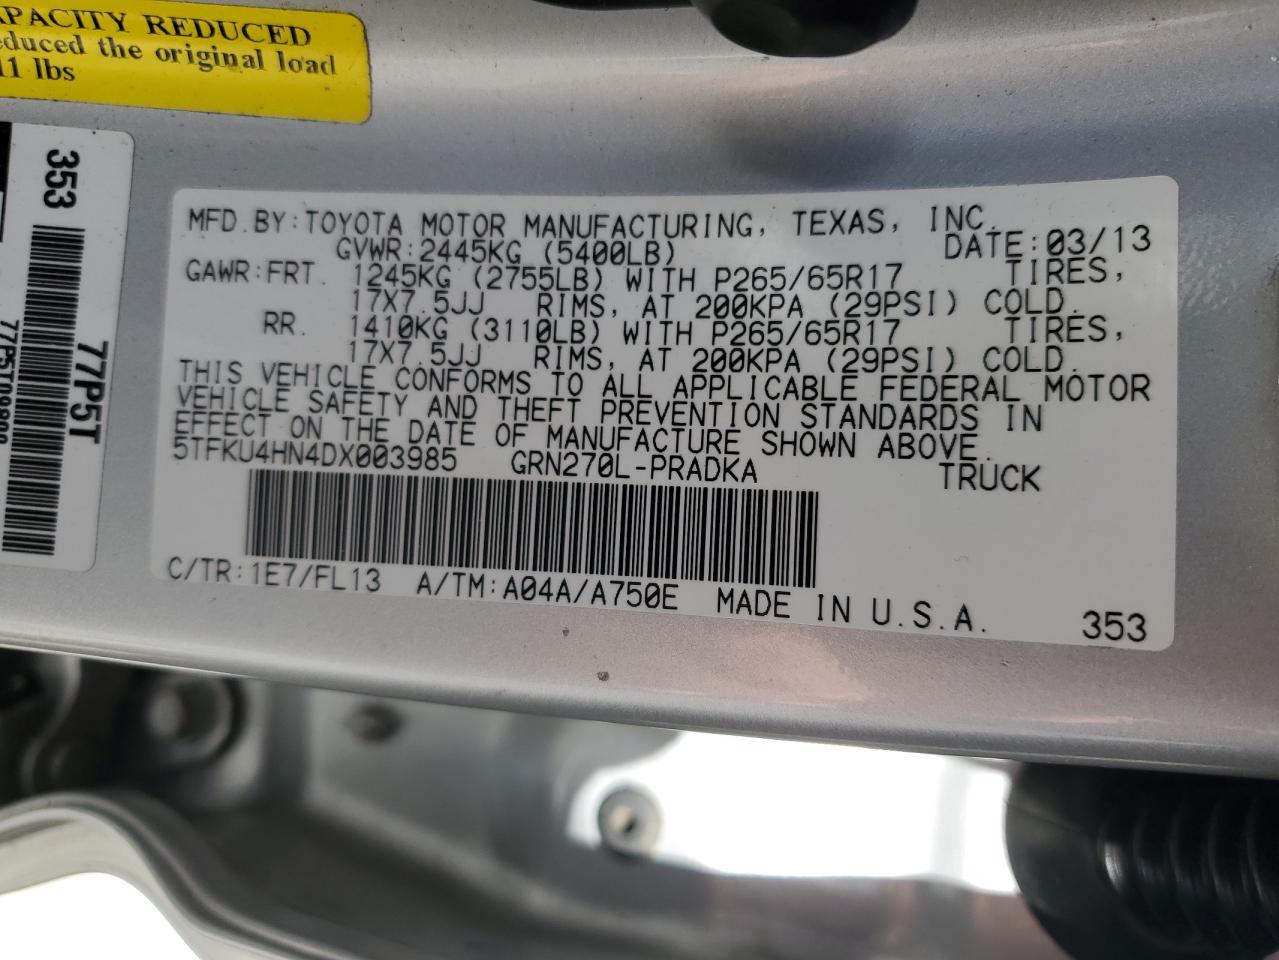 APACITY REDUCED
educed the original load
11 lbs
353
77P5T
MFD.BY:TOYOTA MOTOR MANUFACTURING, TEXAS, INC.
GVWR:2445KG (5400LB) DATE:03/13
GAWR:FRT. 1245KG (2755LB) WITH P265/65R17 TIRES,
17X7.5JJ RIMS, AT 200KPA (29PSI) COLD.
RR. 1410KG (3110LB) WITH P265/65R17 TIRES,
17X7.5JJ RIMS, AT 200KPA (29PSI) COLD.
THIS VEHICLE CONFORMS TO ALL APPLICABLE FEDERAL MOTOR
VEHICLE SAFETY AND THEFT PREVENTION STANDARDS IN
EFFECT ON THE DATE OF MANUFACTURE SHOWN ABOVE.
5TFKU4HN4DX003985 GRN270L-PRADKA TRUCK
C/TR:1E7/FL13 A/TM:A04A/A750E MADE IN U.S.A. 353